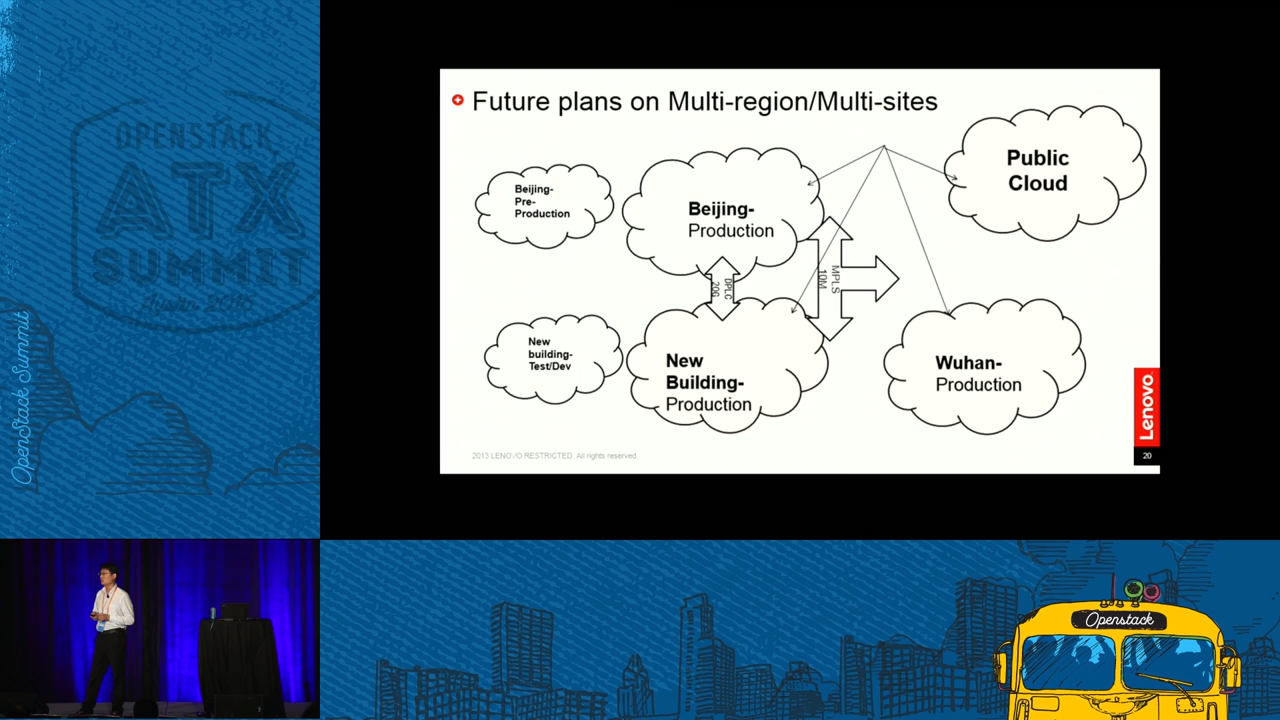 OPENSTACK
ATX
SUMMIT
Austin 2016
OpenStack Summit
Future plans on Multi-region/Multi-sites
Public
Cloud
Beijing-
Pre-
Production
Beijing-
Production
20G
DPLC
10M
MPLS
New
building-
Test/Dev
New
Building-
Production
Wuhan-
Production
Lenovo
2013 LENOVO RESTRICTED. All rights reserved.
20
Openstack